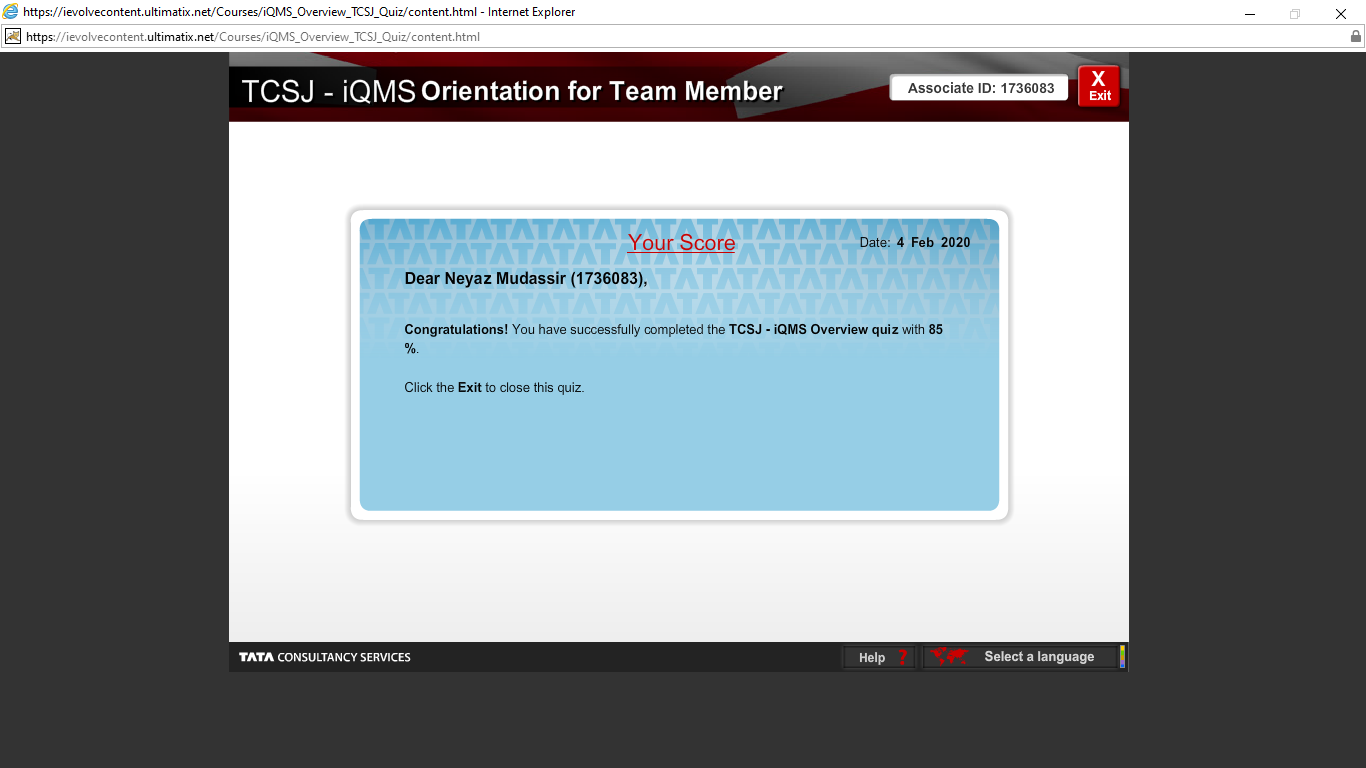 https://ievolvecontent.ultimatix.net/Courses/iQMS_Overview_TCSJ_Quiz/content.html - Internet Explorer
https://ievolvecontent.ultimatix.net/Courses/iQMS_Overview_TCSJ_Quiz/content.html
TCSJ - iQMS Orientation for Team Member
Associate ID: 1736083
X
Exit
Your Score
Date: 4 Feb 2020
Dear Neyaz Mudassir (1736083),
Congratulations! You have successfully completed the TCSJ - iQMS Overview quiz with 85
%.
Click the Exit to close this quiz.
TATA CONSULTANCY SERVICES
Help ?
Select a language